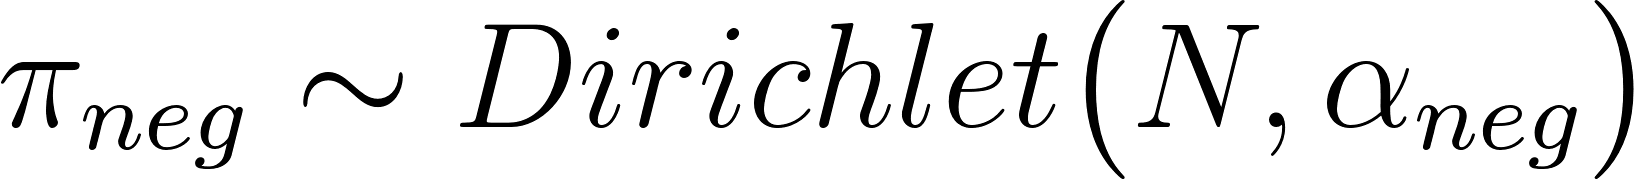 π_{neg} ∼ Dirichlet(N, α_{neg})